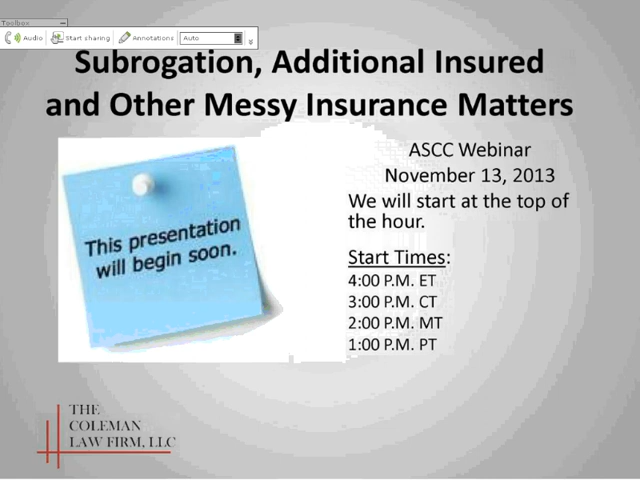 Toolbox
Audio
Start sharing
Annotations
Auto
Subrogation, Additional Insured
and Other Messy Insurance Matters
ASCC Webinar
November 13, 2013
We will start at the top of
the hour.
This presentation
will begin soon.
Start Times:
4:00 P.M. ET
3:00 P.M. CT
2:00 P.M. MT
1:00 P.M. PT
THE
COLEMAN
LAW FIRM, LLC